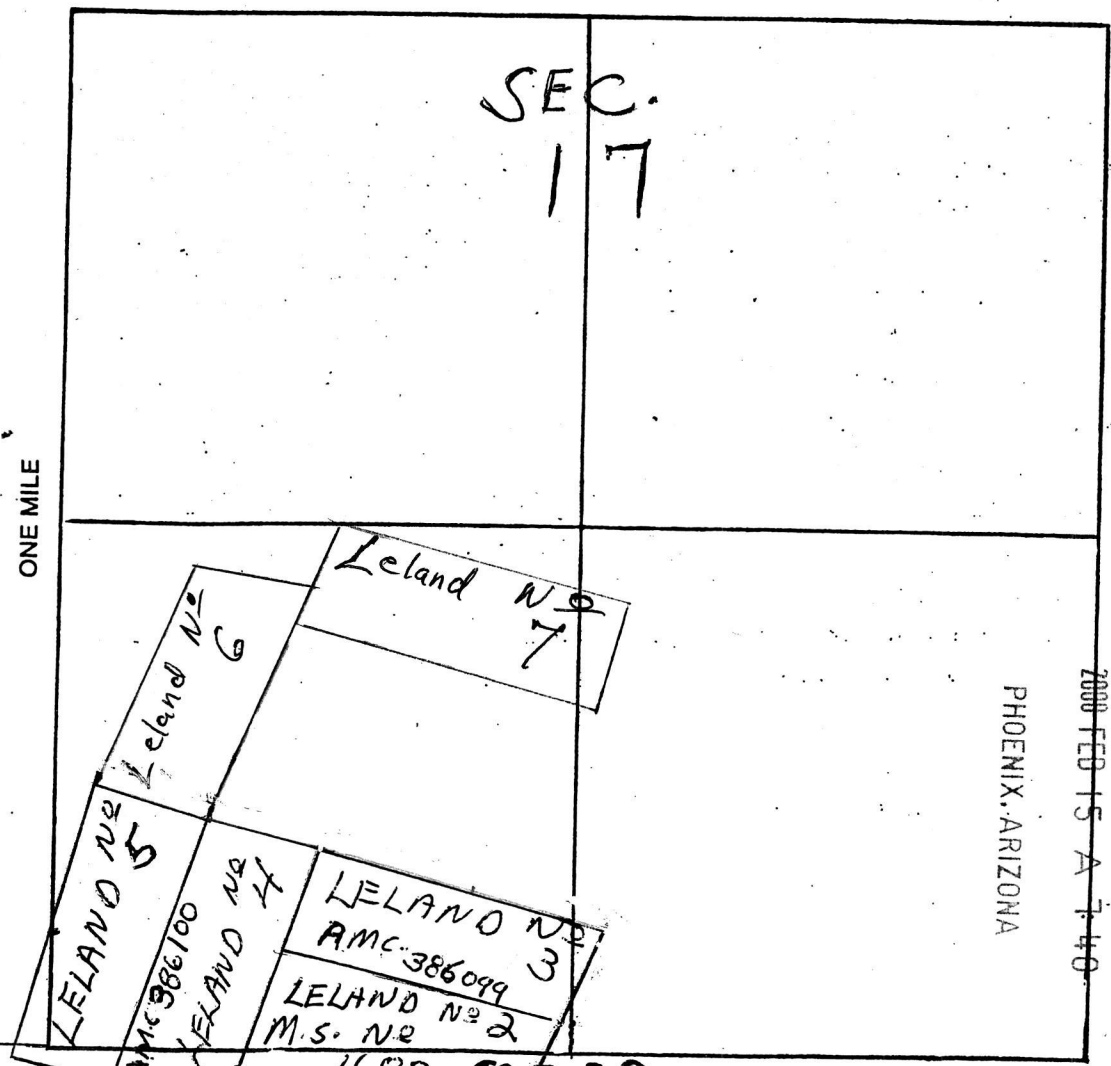 SEC.
17
ONE MILE
Leland Nº
7
Leland Nº
6
LELAND Nº
5
AMC 386100
LELAND Nº
4
LELAND Nº
3
AMC 386099
LELAND Nº 2
M.S. Nº
2000 FEB 15 A 7:40
PHOENIX, ARIZONA